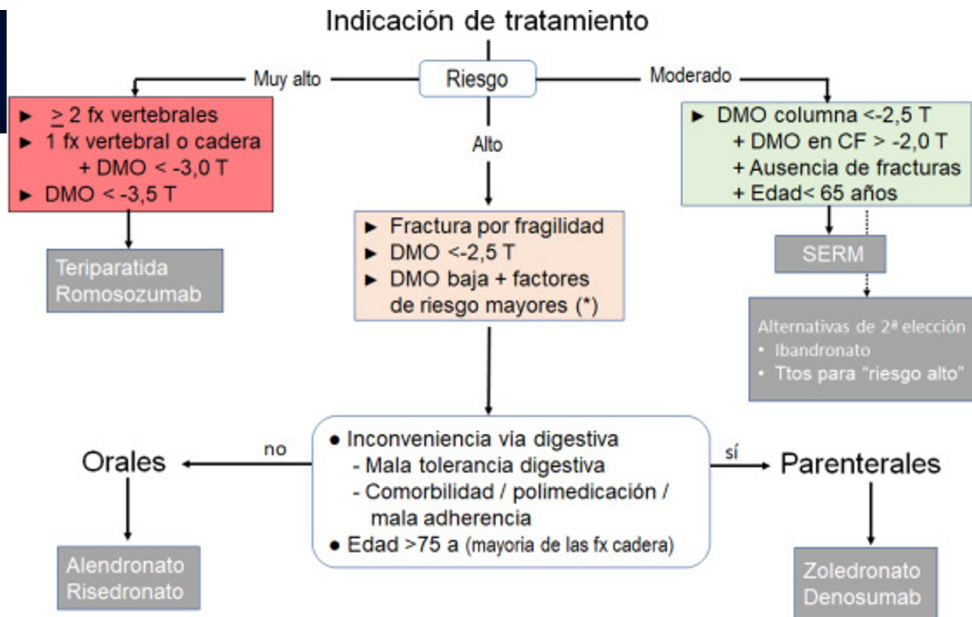 Indicación de tratamiento
Muy alto
Riesgo
Moderado
Alto
► ≥ 2 fx vertebrales
► 1 fx vertebral o cadera
+ DMO < -3,0 T
► DMO < -3,5 T
► DMO columna <-2,5 T
+ DMO en CF > -2,0 T
+ Ausencia de fracturas
+ Edad< 65 años
► Fractura por fragilidad
► DMO <-2,5 T
► DMO baja + factores
de riesgo mayores (*)
Teriparatida
Romosozumab
SERM
Alternativas de 2ª elección
• Ibandronato
• Ttos para "riesgo alto"
• Inconveniencia vía digestiva
- Mala tolerancia digestiva
- Comorbilidad / polimedicación /
mala adherencia
• Edad >75 a (mayoria de las fx cadera)
no
sí
Orales
Parenterales
Alendronato
Risedronato
Zoledronato
Denosumab